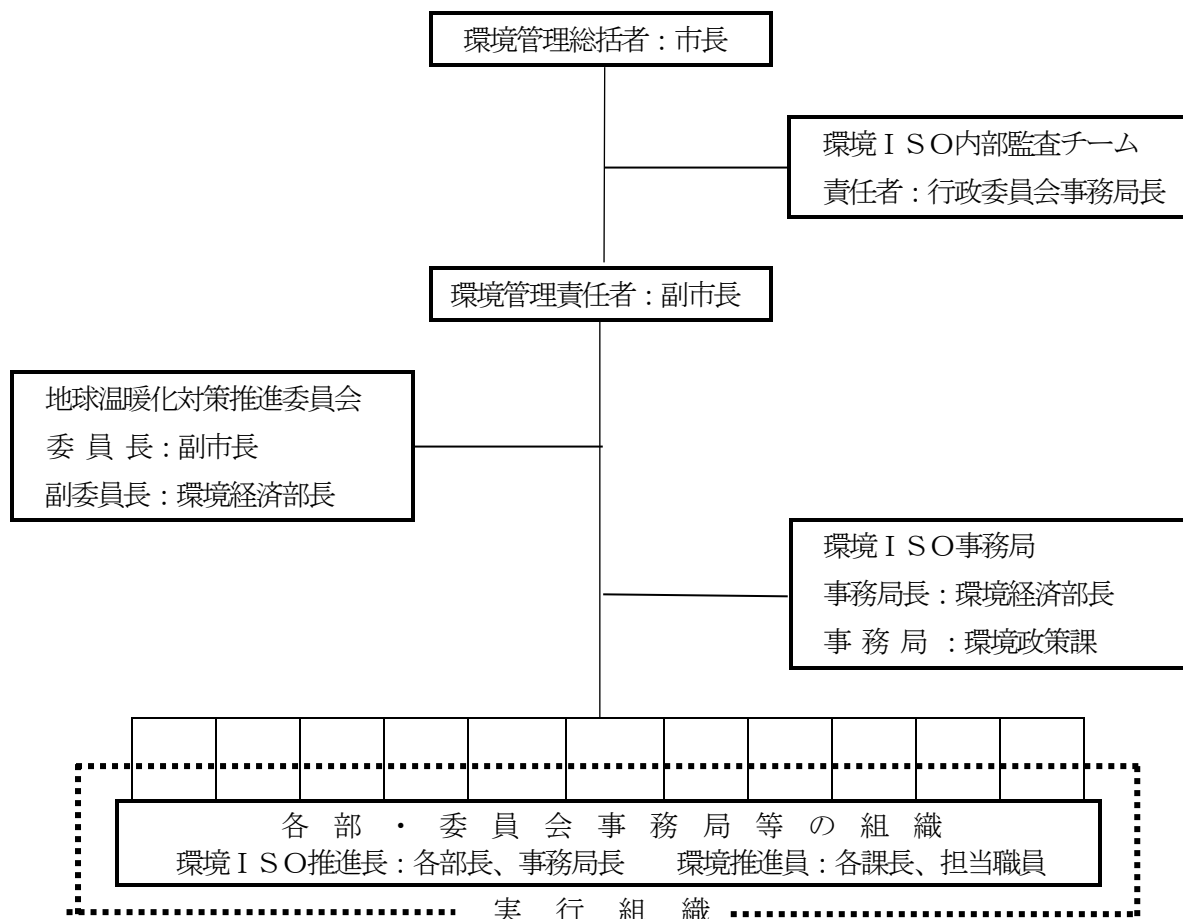 環境管理総括者：市長
環境ＩＳＯ内部監査チーム
責任者：行政委員会事務局長
環境管理責任者：副市長
地球温暖化対策推進委員会
委 員 長：副市長
副委員長：環境経済部長
環境ＩＳＯ事務局
事務局長：環境経済部長
事 務 局 ：環境政策課
各 部 ・ 委 員 会 事 務 局 等 の 組 織
環境ＩＳＯ推進長：各部長、事務局長　　環境推進員：各課長、担当職員
実 行 組 織